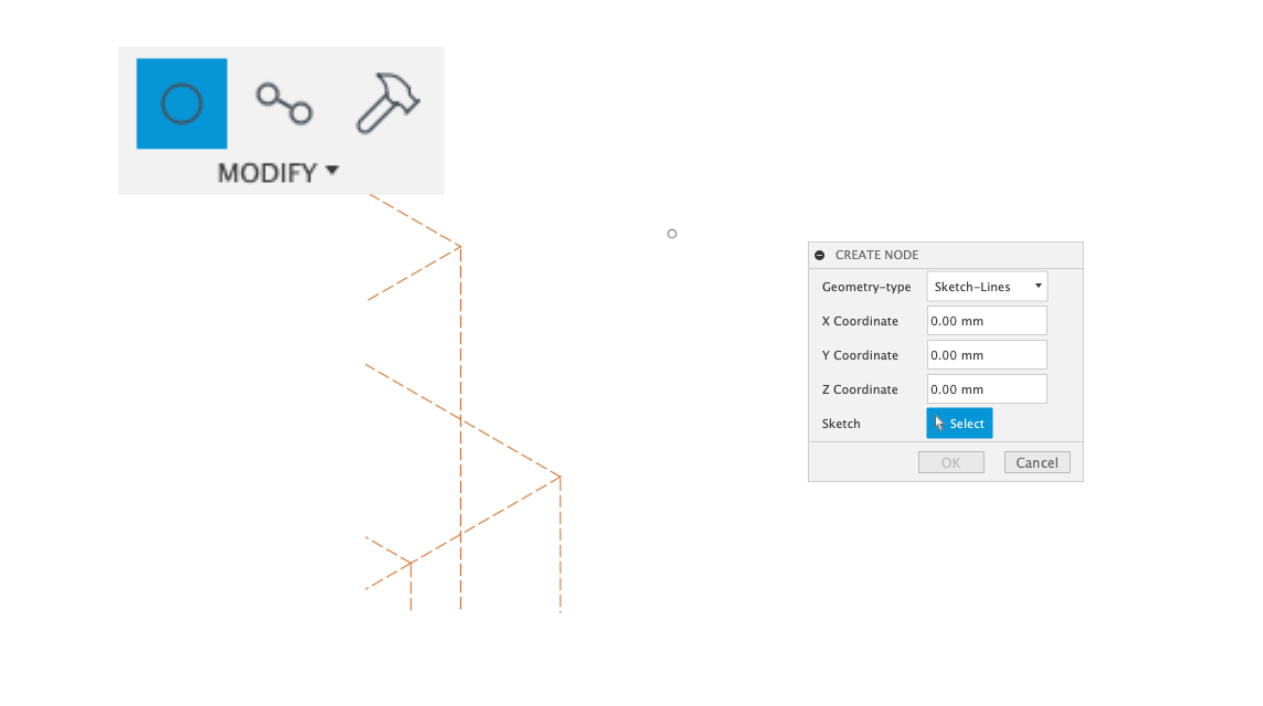 MODIFY
CREATE NODE
Geometry-type Sketch-Lines
X Coordinate 0.00 mm
Y Coordinate 0.00 mm
Z Coordinate 0.00 mm
Sketch Select
OK Cancel